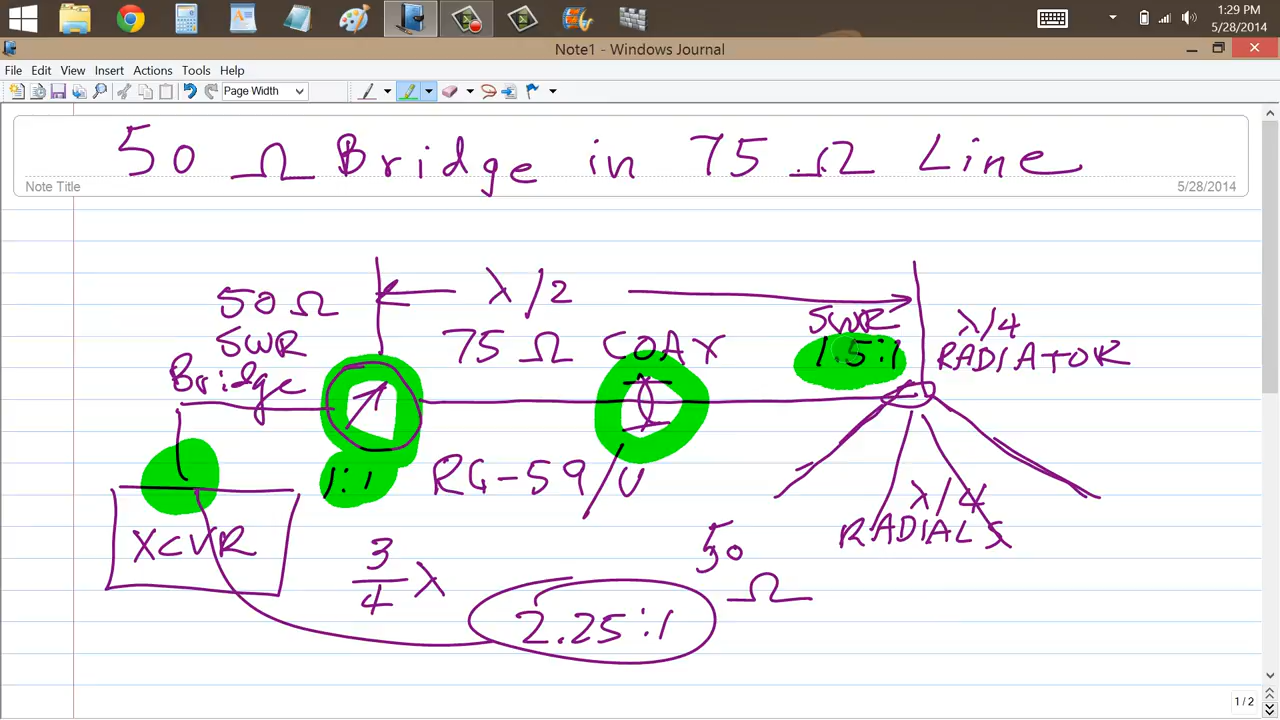 1:29 PM
5/28/2014
Note1 - Windows Journal
File Edit View Insert Actions Tools Help
Page Width
50 Ω Bridge in 75 Ω Line
Note Title
5/28/2014
50 Ω
SWR
Bridge
λ/2
75 Ω COAX
SWR
1.5:1
λ/4
RADIATOR
1:1
RG-59/U
XCVR
3/4 λ
50
Ω
λ/4
RADIALS
2.25:1
1/2